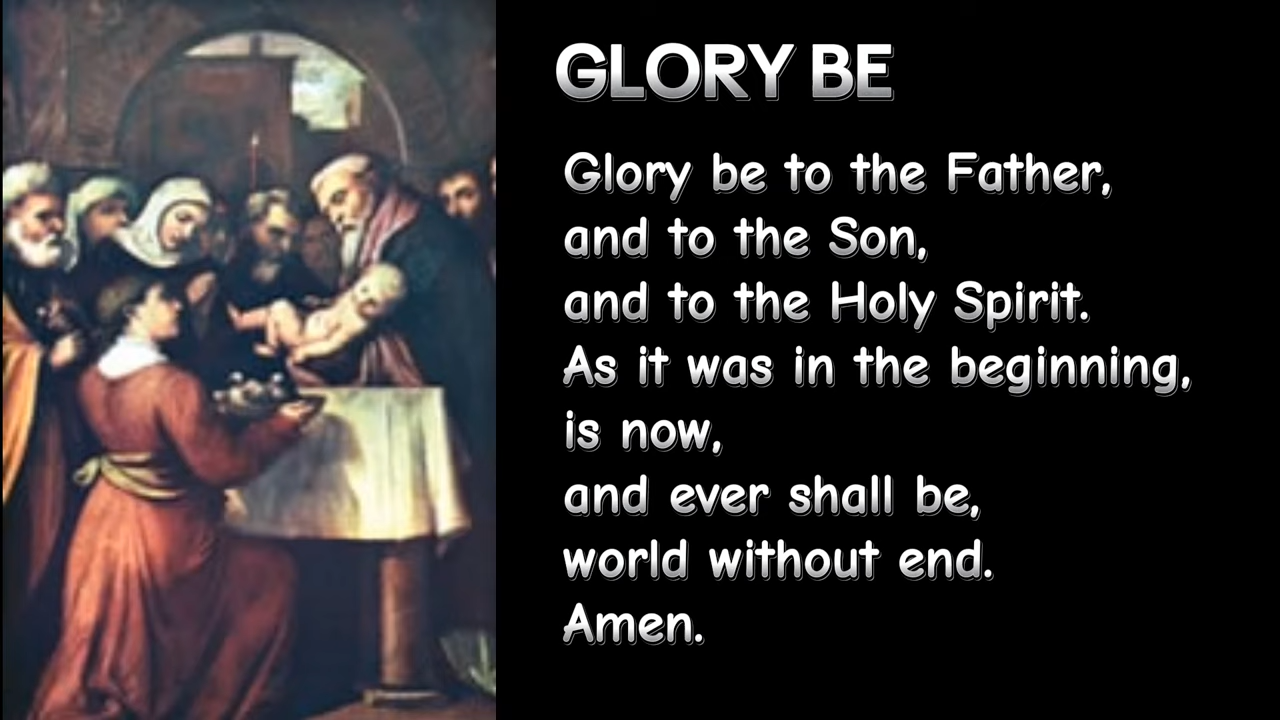 GLORY BE
Glory be to the Father,
and to the Son,
and to the Holy Spirit.
As it was in the beginning,
is now,
and ever shall be,
world without end.
Amen.